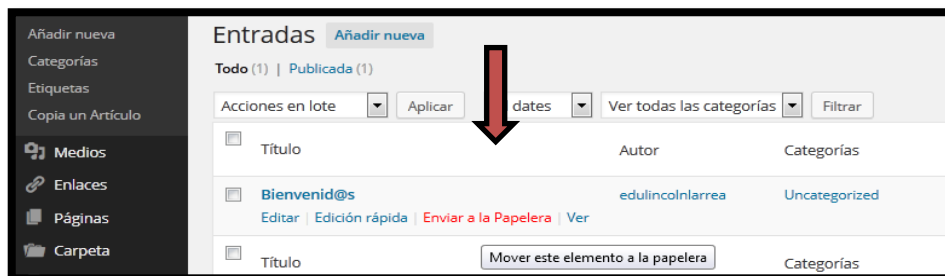 Añadir nueva
Categorías
Etiquetas
Copia un Artículo
Medios
Enlaces
Páginas
Carpeta
Entradas Añadir nueva
Todo (1) | Publicada (1)
Acciones en lote Aplicar dates Ver todas las categorías Filtrar
Título Autor Categorías
Bienvenid@s edulincolnlarrea Uncategorized
Editar | Edición rápida | Enviar a la Papelera | Ver
Mover este elemento a la papelera
Título Categorías